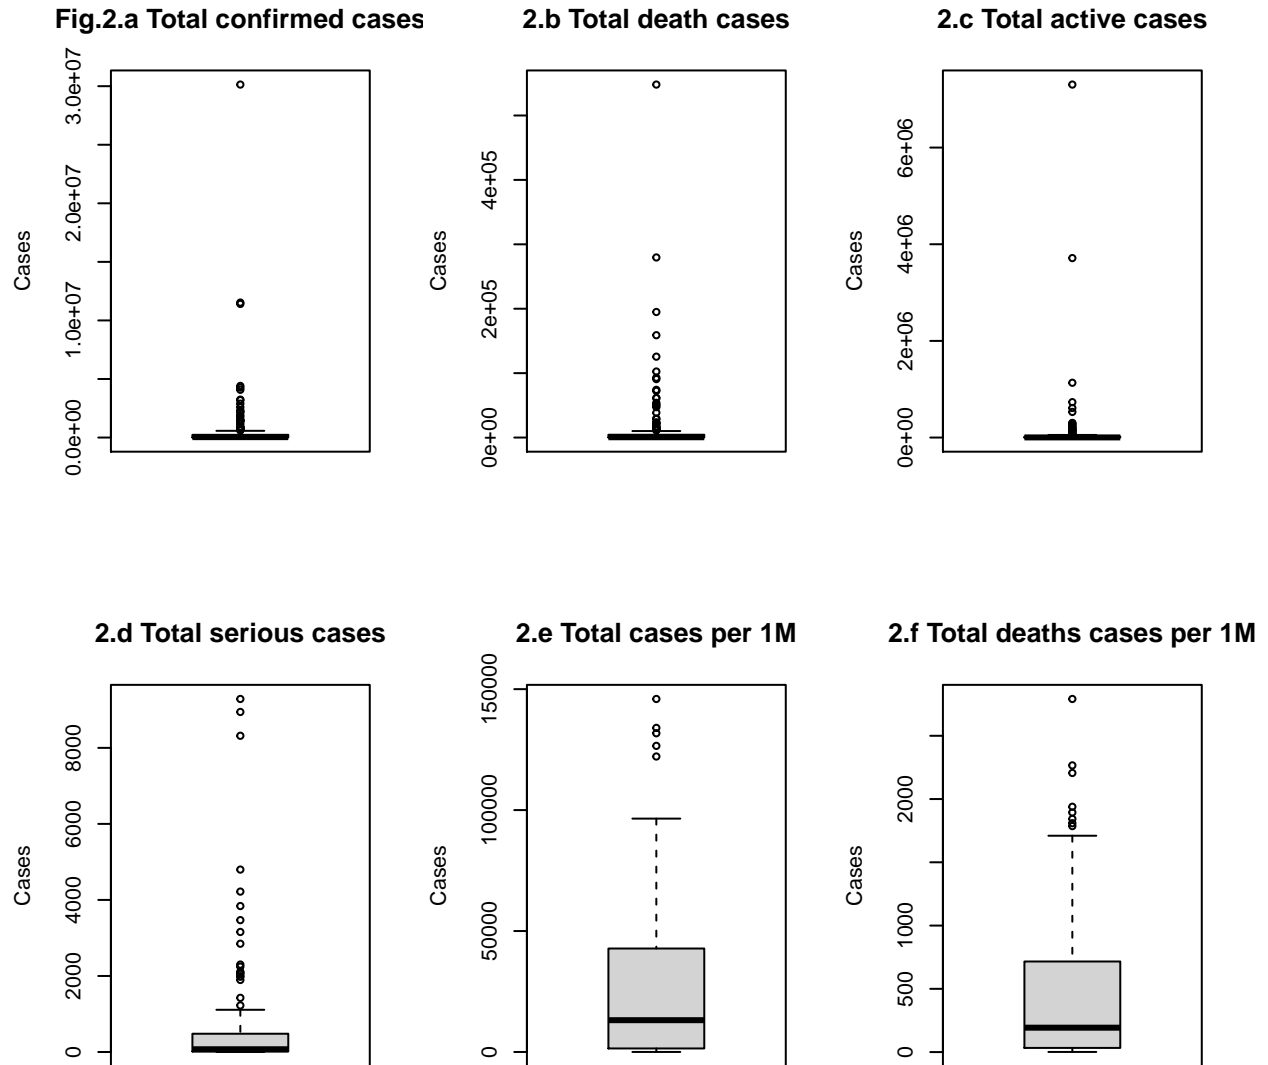 Fig.2.a Total confirmed cases
2.b Total death cases
2.c Total active cases
Cases
0.0e+00
1.0e+07
2.0e+07
3.0e+07
Cases
0e+00
2e+05
4e+05
Cases
0e+00
2e+06
4e+06
6e+06
2.d Total serious cases
2.e Total cases per 1M
2.f Total deaths cases per 1M
Cases
0
2000
4000
6000
8000
Cases
0
50000
100000
150000
Cases
0
500
1000
2000